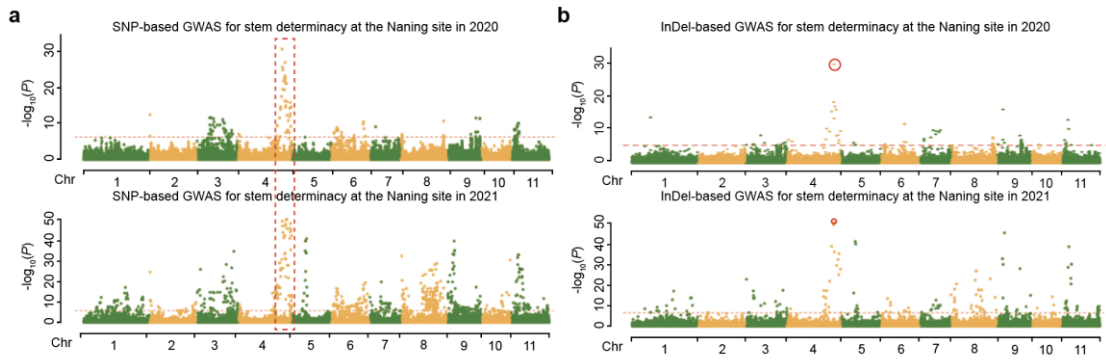 a
SNP-based GWAS for stem determinacy at the Naning site in 2020
-log10(P)
30
20
10
0
Chr 1 2 3 4 5 6 7 8 9 10 11
SNP-based GWAS for stem determinacy at the Naning site in 2021
-log10(P)
50
40
30
20
10
0
Chr 1 2 3 4 5 6 7 8 9 10 11
b
InDel-based GWAS for stem determinacy at the Naning site in 2020
-log10(P)
30
20
10
0
Chr 1 2 3 4 5 6 7 8 9 10 11
InDel-based GWAS for stem determinacy at the Naning site in 2021
-log10(P)
50
40
30
20
10
0
Chr 1 2 3 4 5 6 7 8 9 10 11